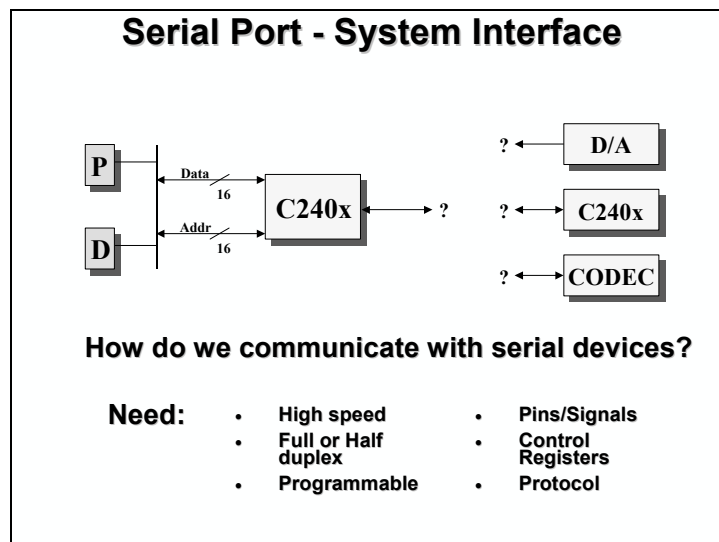 Serial Port - System Interface
P
D
Data
16
Addr
16
C240x
?
? D/A
? C240x
? CODEC
How do we communicate with serial devices?
Need:
• High speed
• Full or Half
duplex
• Programmable
• Pins/Signals
• Control
Registers
• Protocol